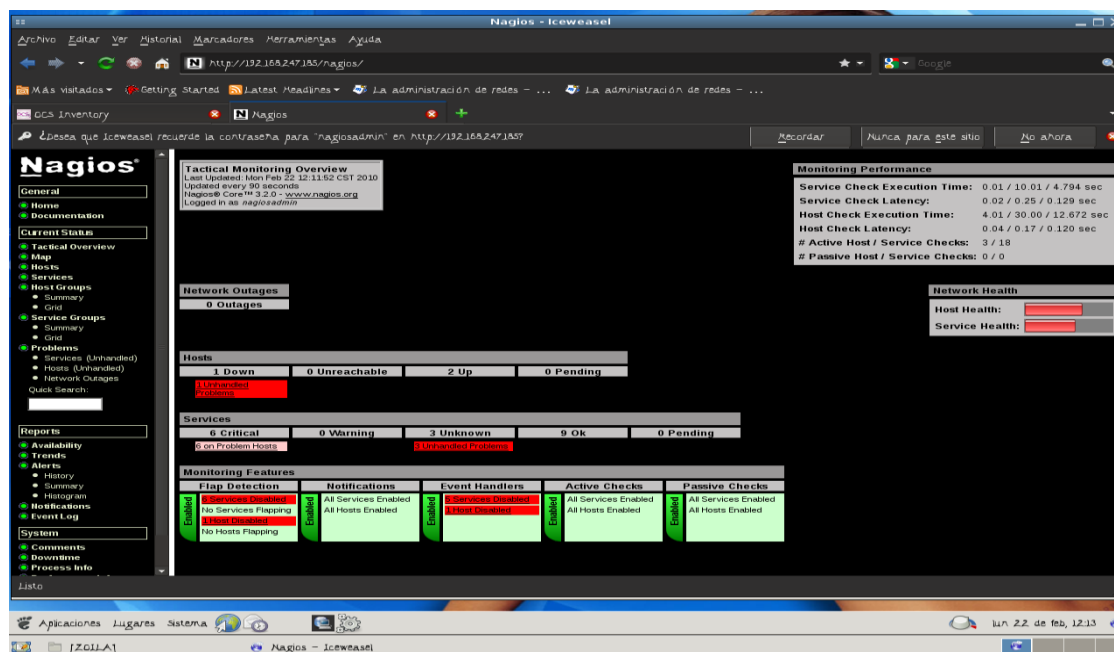 Nagios - Iceweasel
Archivo Editar Ver Historial Marcadores Herramientas Ayuda
N http://192.168.247.185/nagios/
Google
Más visitados Getting Started Latest Headlines La administración de redes - ... La administración de redes - ...
OCS Inventory Nagios
¿Desea que Iceweasel recuerde la contraseña para "nagiosadmin" en http://192.168.247.185? Recordar Nunca para este sitio No ahora
Nagios®
General
Home
Documentation
Current Status
Tactical Overview
Map
Hosts
Services
Host Groups
Summary
Grid
Service Groups
Summary
Grid
Problems
Services (Unhandled)
Hosts (Unhandled)
Network Outages
Quick Search:
Reports
Availability
Trends
Alerts
History
Summary
Histogram
Notifications
Event Log
System
Comments
Downtime
Process Info
Tactical Monitoring Overview
Last Updated: Mon Feb 22 12:11:52 CST 2010
Updated every 90 seconds
Nagios® Core™ 3.2.0 - www.nagios.org
Logged in as nagiosadmin
Monitoring Performance
Service Check Execution Time: 0.01 / 10.01 / 4.794 sec
Service Check Latency: 0.02 / 0.25 / 0.129 sec
Host Check Execution Time: 4.01 / 30.00 / 12.672 sec
Host Check Latency: 0.04 / 0.17 / 0.120 sec
# Active Host / Service Checks: 3 / 18
# Passive Host / Service Checks: 0 / 0
Network Outages
0 Outages
Network Health
Host Health:
Service Health:
Hosts
1 Down 0 Unreachable 2 Up 0 Pending
1 Unhandled
Problems
Services
6 Critical 0 Warning 3 Unknown 9 Ok 0 Pending
6 on Problem Hosts 3 Unhandled Problems
Monitoring Features
Flap Detection Notifications Event Handlers Active Checks Passive Checks
Enabled 6 Services Disabled Enabled All Services Enabled Enabled 6 Services Disabled Enabled All Services Enabled Enabled All Services Enabled
No Services Flapping All Hosts Enabled 1 Host Disabled All Hosts Enabled All Hosts Enabled
1 Host Disabled
No Hosts Flapping
Listo
Aplicaciones Lugares Sistema lun 22 de feb, 12:13
[ZOILLA] Nagios - Iceweasel